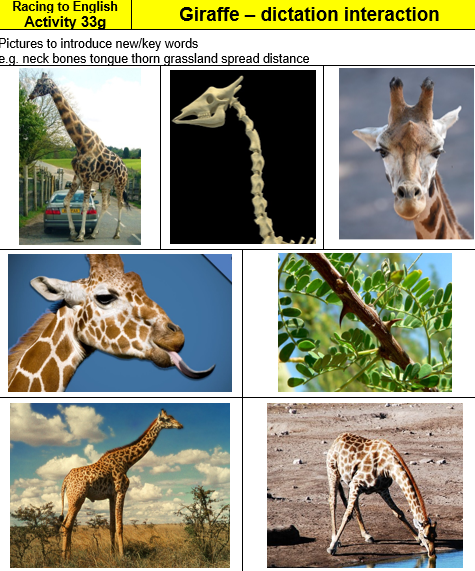 Racing to English
Activity 33g
Giraffe – dictation interaction
Pictures to introduce new/key words
e.g. neck bones tongue thorn grassland spread distance